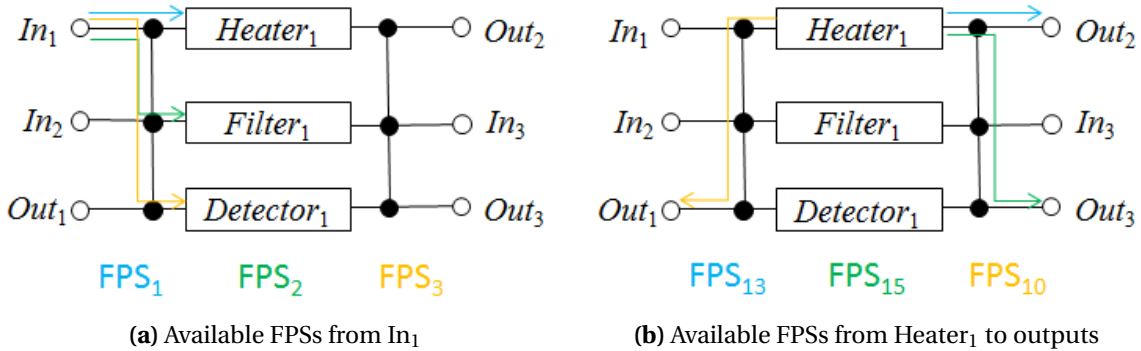 In₁ Heater₁ Out₂
In₂ Filter₁ In₃
Out₁ Detector₁ Out₃
FPS₁ FPS₂ FPS₃
(a) Available FPSs from In₁
In₁ Heater₁ Out₂
In₂ Filter₁ In₃
Out₁ Detector₁ Out₃
FPS₁₃ FPS₁₅ FPS₁₀
(b) Available FPSs from Heater₁ to outputs